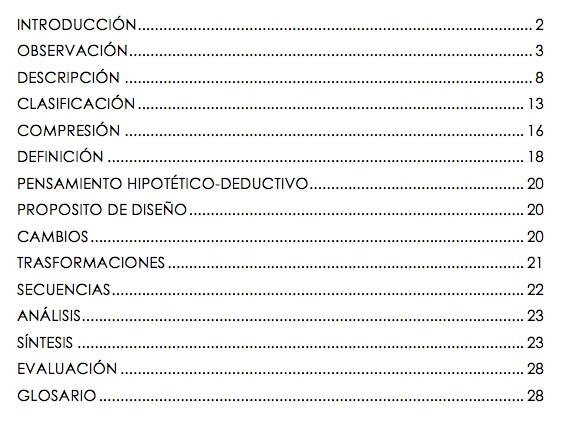 INTRODUCCIÓN 2
OBSERVACIÓN 3
DESCRIPCIÓN 8
CLASIFICACIÓN 13
COMPRESIÓN 16
DEFINICIÓN 18
PENSAMIENTO HIPOTÉTICO-DEDUCTIVO 20
PROPOSITO DE DISEÑO 20
CAMBIOS 20
TRASFORMACIONES 21
SECUENCIAS 22
ANÁLISIS 23
SÍNTESIS 23
EVALUACIÓN 28
GLOSARIO 28